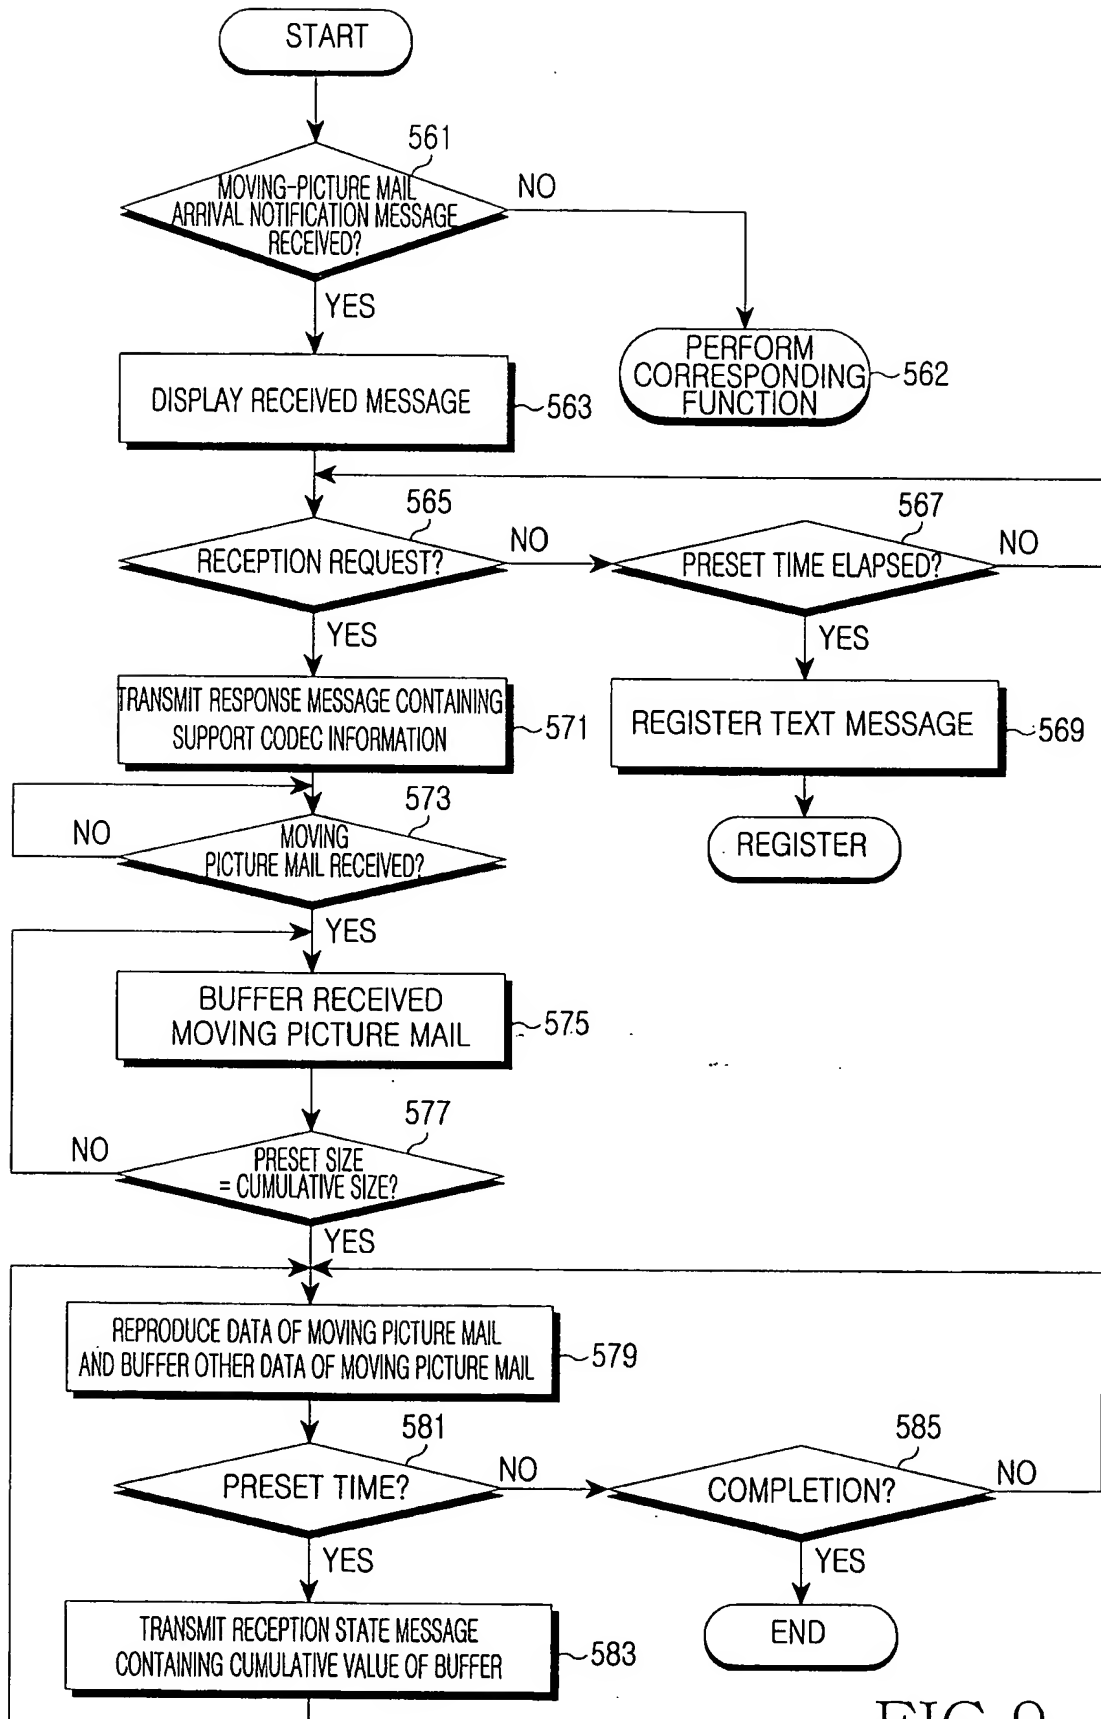 START
561
MOVING-PICTURE MAIL
ARRIVAL NOTIFICATION MESSAGE
RECEIVED?
NO
YES
PERFORM
CORRESPONDING
FUNCTION
562
DISPLAY RECEIVED MESSAGE
563
565
RECEPTION REQUEST?
NO
567
PRESET TIME ELAPSED?
NO
YES
YES
TRANSMIT RESPONSE MESSAGE CONTAINING
SUPPORT CODEC INFORMATION
571
REGISTER TEXT MESSAGE
569
573
MOVING
PICTURE MAIL RECEIVED?
NO
REGISTER
YES
BUFFER RECEIVED
MOVING PICTURE MAIL
575
577
PRESET SIZE
= CUMULATIVE SIZE?
NO
YES
REPRODUCE DATA OF MOVING PICTURE MAIL
AND BUFFER OTHER DATA OF MOVING PICTURE MAIL
579
581
PRESET TIME?
NO
585
COMPLETION?
NO
YES
YES
TRANSMIT RECEPTION STATE MESSAGE
CONTAINING CUMULATIVE VALUE OF BUFFER
583
END